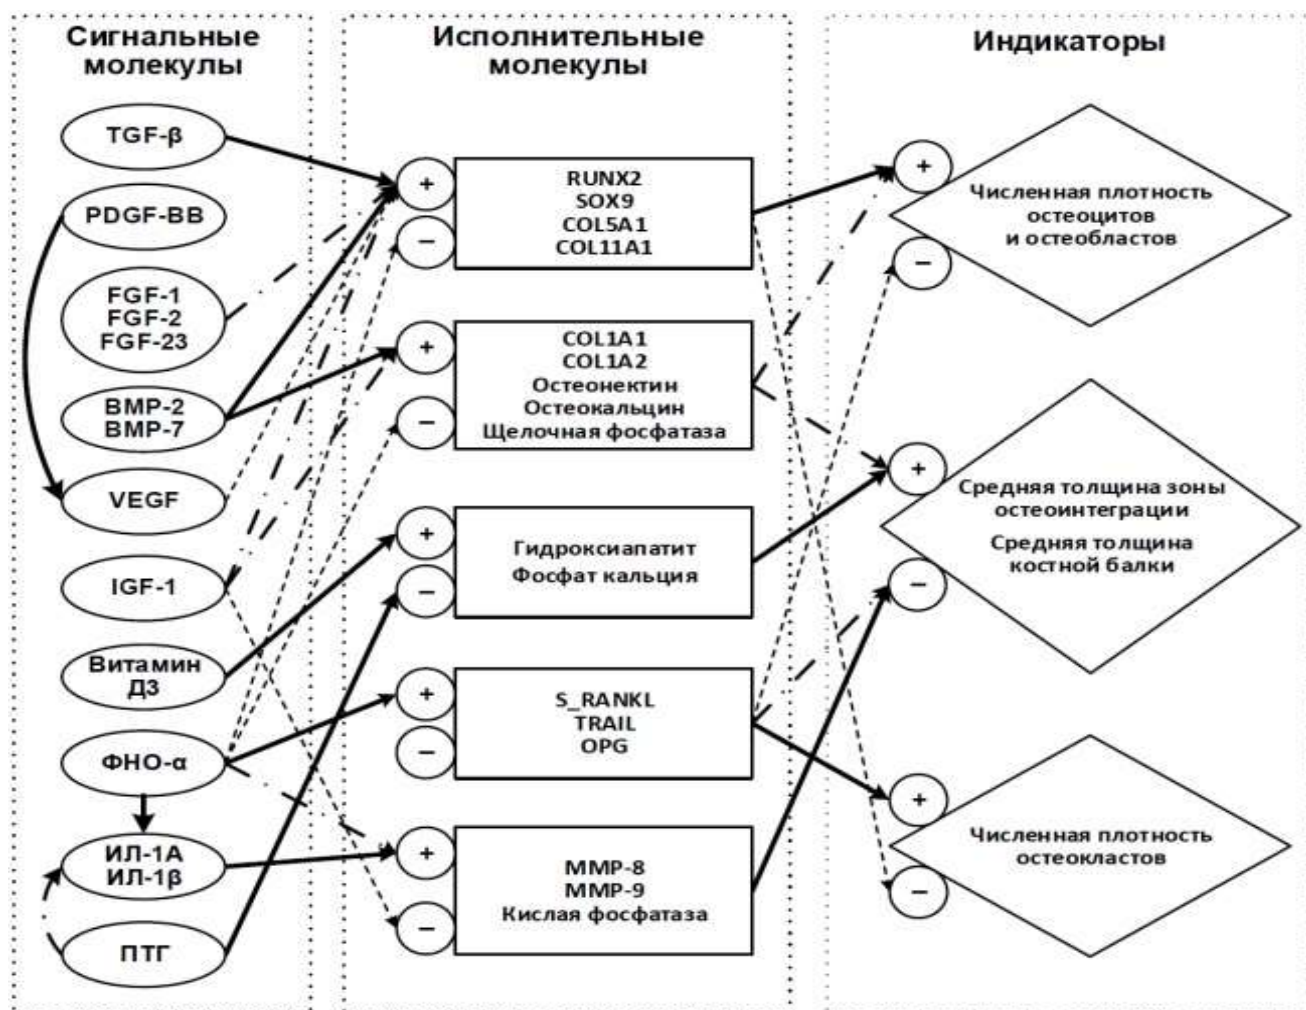 Сигнальные
молекулы
Исполнительные
молекулы
Индикаторы
TGF-β
PDGF-BB
FGF-1
FGF-2
FGF-23
BMP-2
BMP-7
VEGF
IGF-1
Витамин
Д3
ФНО-α
ИЛ-1А
ИЛ-1β
ПТГ
+
RUNX2
SOX9
COL5A1
COL11A1
−
+
COL1A1
COL1A2
Остеонектин
Остеокальцин
Щелочная фосфатаза
−
+
Гидроксиапатит
Фосфат кальция
−
+
S_RANKL
TRAIL
OPG
−
+
MMP-8
MMP-9
Кислая фосфатаза
−
+
Численная плотность
остеоцитов
и остеобластов
−
+
Средняя толщина зоны
остеоинтеграции
Средняя толщина
костной балки
−
+
Численная плотность
остеокластов
−